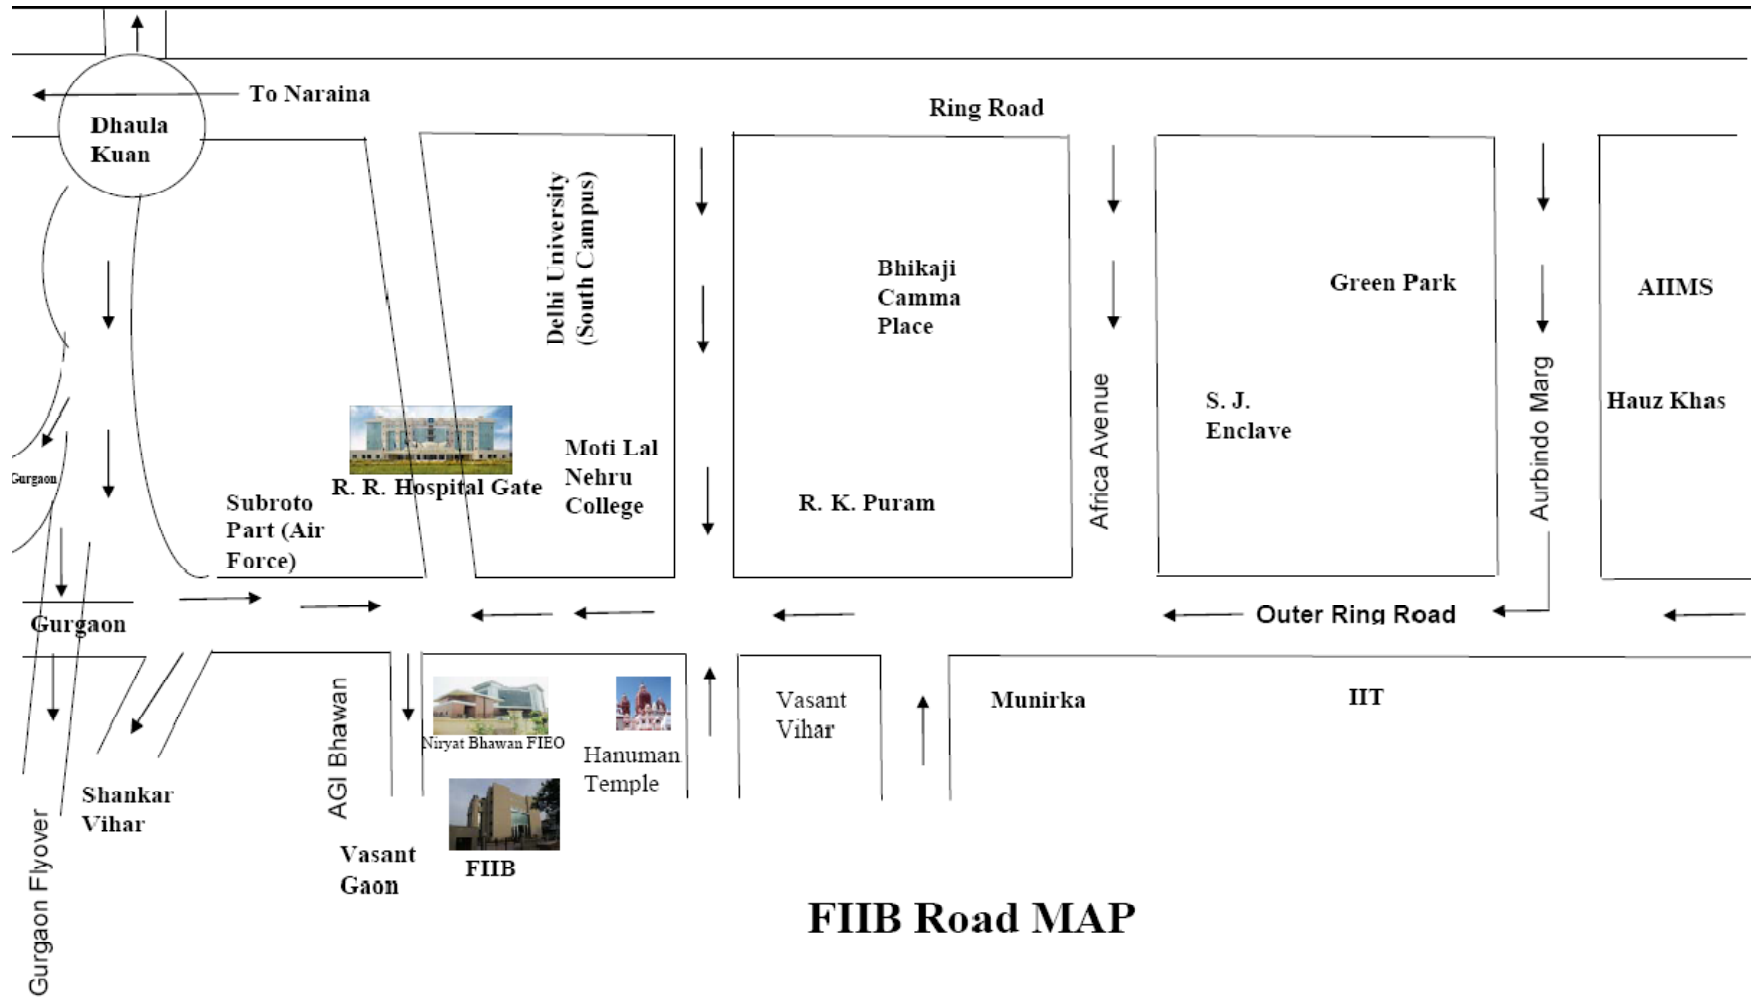 To Naraina
Ring Road
Dhaula
Kuan
Delhi University
(South Campus)
Bhikaji
Camma
Place
Green Park
AIIMS
Africa Avenue
S. J.
Enclave
Aurbindo Marg
Hauz Khas
Moti Lal
Nehru
College
Gurgaon
R. R. Hospital Gate
Subroto
Part (Air
Force)
R. K. Puram
Gurgaon
Outer Ring Road
AGI Bhawan
Niryat Bhawan FIEO
Hanuman
Temple
Vasant
Vihar
Munirka
IIT
Shankar
Vihar
Gurgaon Flyover
Vasant
Gaon
FIIB
FIIB Road MAP